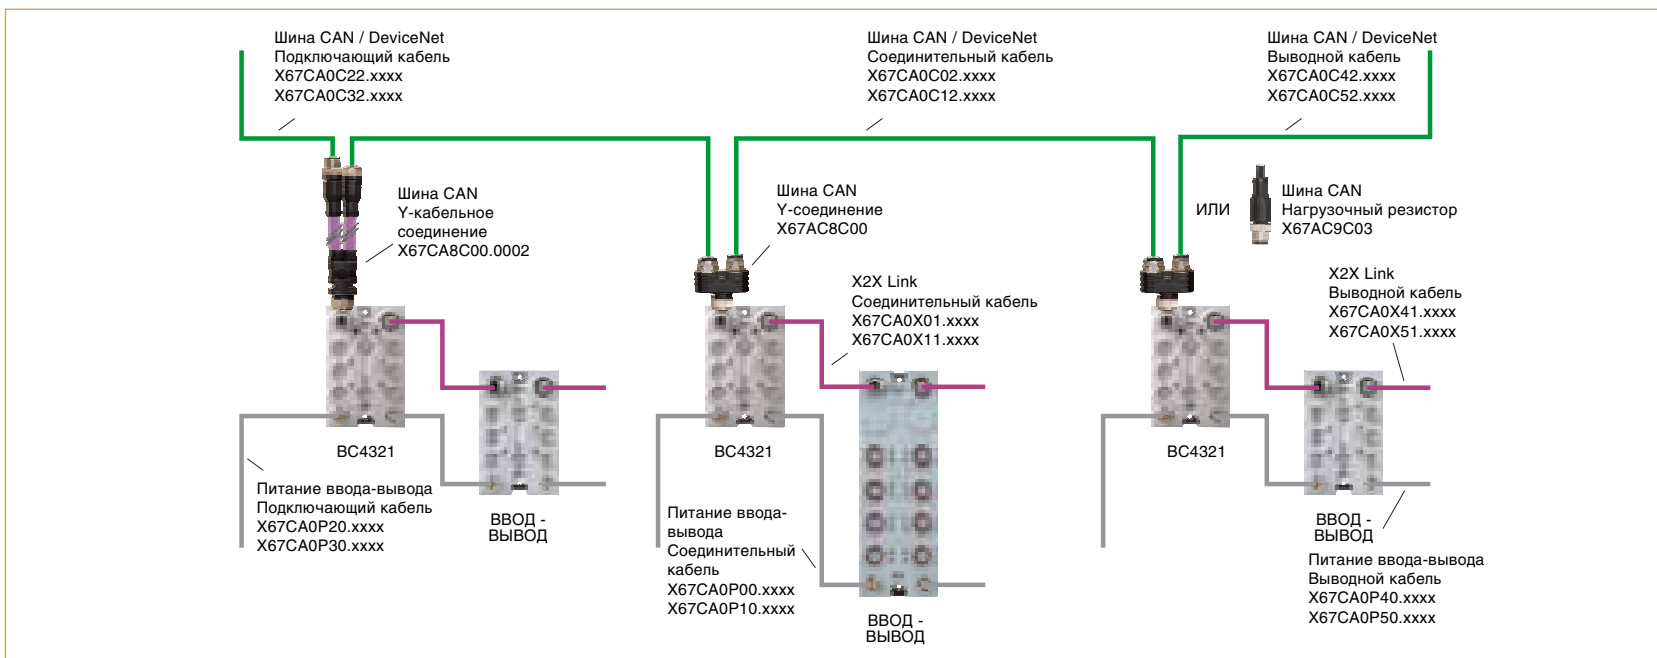 Шина CAN / DeviceNet
Подключающий кабель
X67CA0C22.xxxx
X67CA0C32.xxxx
Шина CAN / DeviceNet
Соединительный кабель
X67CA0C02.xxxx
X67CA0C12.xxxx
Шина CAN / DeviceNet
Выводной кабель
X67CA0C42.xxxx
X67CA0C52.xxxx
Шина CAN
Y-кабельное
соединение
X67CA8C00.0002
Шина CAN
Y-соединение
X67AC8C00
ИЛИ
Шина CAN
Нагрузочный резистор
X67AC9C03
X2X Link
Соединительный кабель
X67CA0X01.xxxx
X67CA0X11.xxxx
X2X Link
Выводной кабель
X67CA0X41.xxxx
X67CA0X51.xxxx
BC4321
BC4321
BC4321
Питание ввода-вывода
Подключающий кабель
X67CA0P20.xxxx
X67CA0P30.xxxx
ВВОД -
ВЫВОД
Питание ввода-
вывода
Соединительный
кабель
X67CA0P00.xxxx
X67CA0P10.xxxx
ВВОД -
ВЫВОД
ВВОД -
ВЫВОД
Питание ввода-вывода
Выводной кабель
X67CA0P40.xxxx
X67CA0P50.xxxx